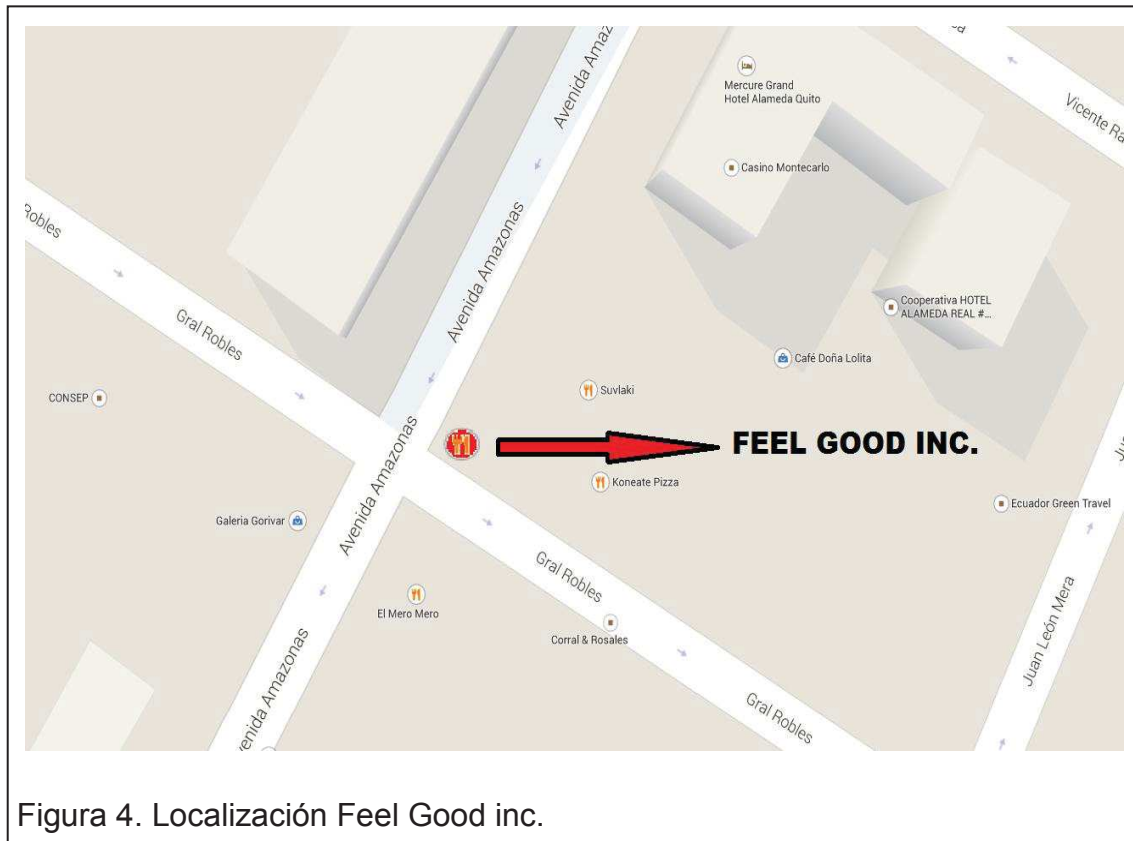 Avenida Amaz
Mercure Grand
Hotel Alameda Quito
Vicente Ra
Casino Montecarlo
Robles
Avenida Amazonas
Cooperativa HOTEL
ALAMEDA REAL #...
Gral Robles
Café Doña Lolita
CONSEP
Suvlaki
FEEL GOOD INC.
Avenida Amazonas
Koneate Pizza
Ecuador Green Travel
Galeria Gorivar
Gral Robles
El Mero Mero
Corral & Rosales
Juan León Mera
venida Amazonas
Gral Robles
Figura 4. Localización Feel Good inc.